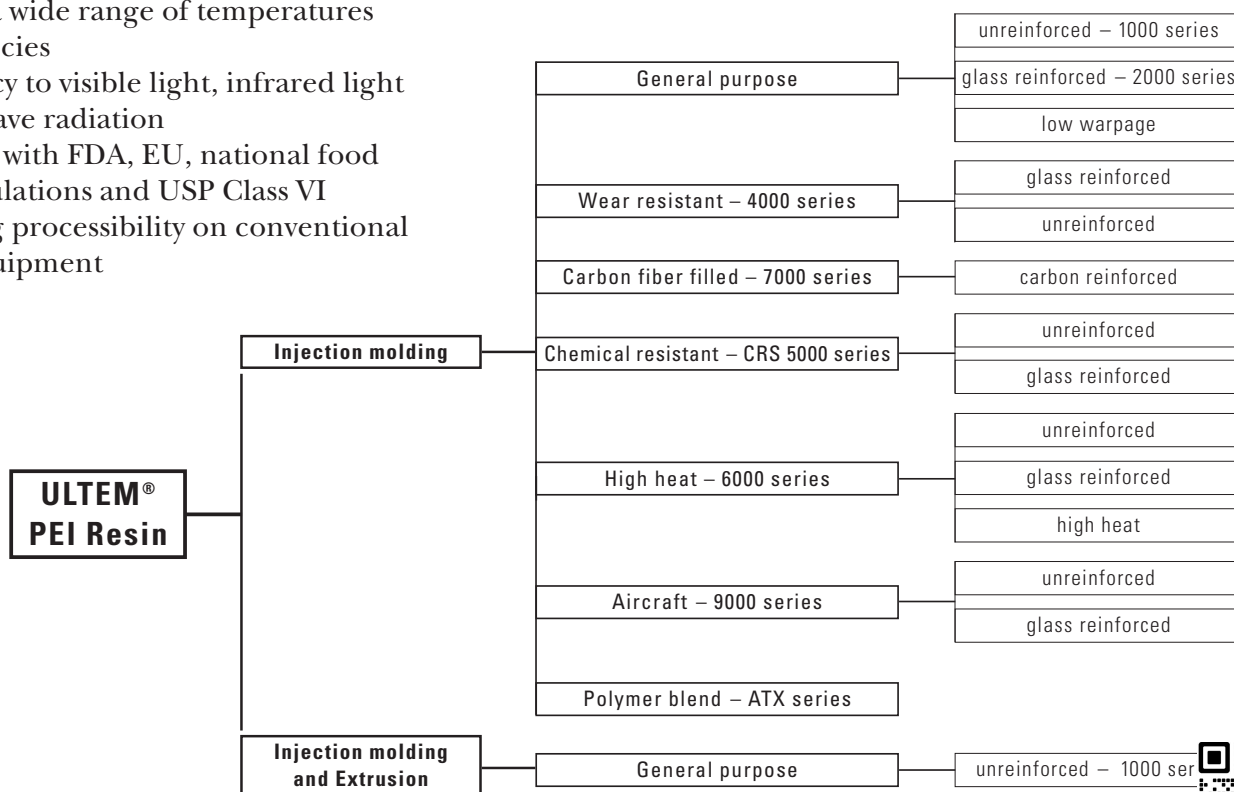 wide range of temperatures
cies
cy to visible light, infrared light
ave radiation
with FDA, EU, national food
ulations and USP Class VI
g processibility on conventional
uipment
ULTEM®
PEI Resin
Injection molding
General purpose
unreinforced – 1000 series
glass reinforced – 2000 series
low warpage
Wear resistant – 4000 series
glass reinforced
unreinforced
Carbon fiber filled – 7000 series
carbon reinforced
Chemical resistant – CRS 5000 series
unreinforced
glass reinforced
High heat – 6000 series
unreinforced
glass reinforced
high heat
Aircraft – 9000 series
unreinforced
glass reinforced
Polymer blend – ATX series
Injection molding
and Extrusion
General purpose
unreinforced – 1000 ser